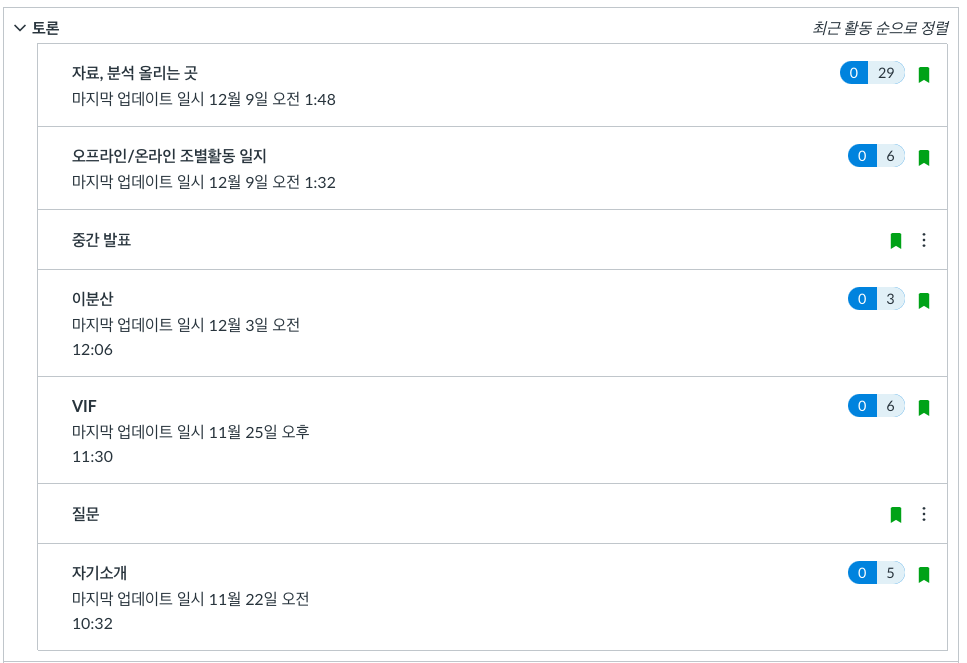 토론 최근 활동 순으로 정렬
자료, 분석 올리는 곳 0 29
마지막 업데이트 일시 12월 9일 오전 1:48
오프라인/온라인 조별활동 일지 0 6
마지막 업데이트 일시 12월 9일 오전 1:32
중간 발표
이분산 0 3
마지막 업데이트 일시 12월 3일 오전
12:06
VIF 0 6
마지막 업데이트 일시 11월 25일 오후
11:30
질문
자기소개 0 5
마지막 업데이트 일시 11월 22일 오전
10:32